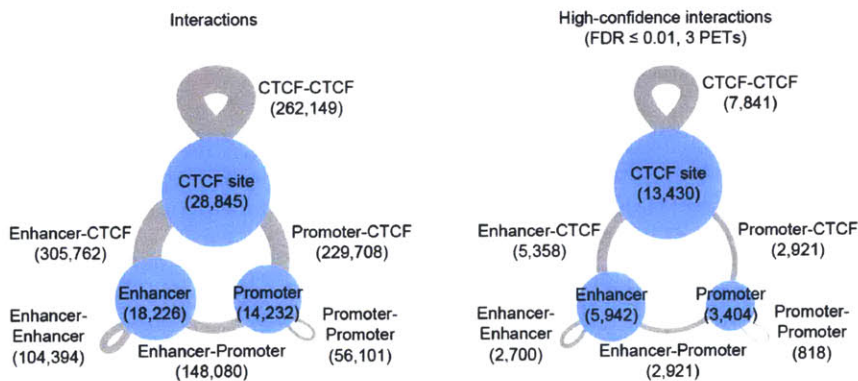 Interactions
CTCF-CTCF
(262,149)
CTCF site
(28,845)
Enhancer-CTCF
(305,762)
Promoter-CTCF
(229,708)
Enhancer
(18,226)
Promoter
(14,232)
Enhancer-
Enhancer
(104,394)
Enhancer-Promoter
(148,080)
Promoter-
Promoter
(56,101)
High-confidence interactions
(FDR ≤ 0.01, 3 PETs)
CTCF-CTCF
(7,841)
CTCF site
(13,430)
Enhancer-CTCF
(5,358)
Promoter-CTCF
(2,921)
Enhancer
(5,942)
Promoter
(3,404)
Enhancer-
Enhancer
(2,700)
Enhancer-Promoter
(2,921)
Promoter-
Promoter
(818)